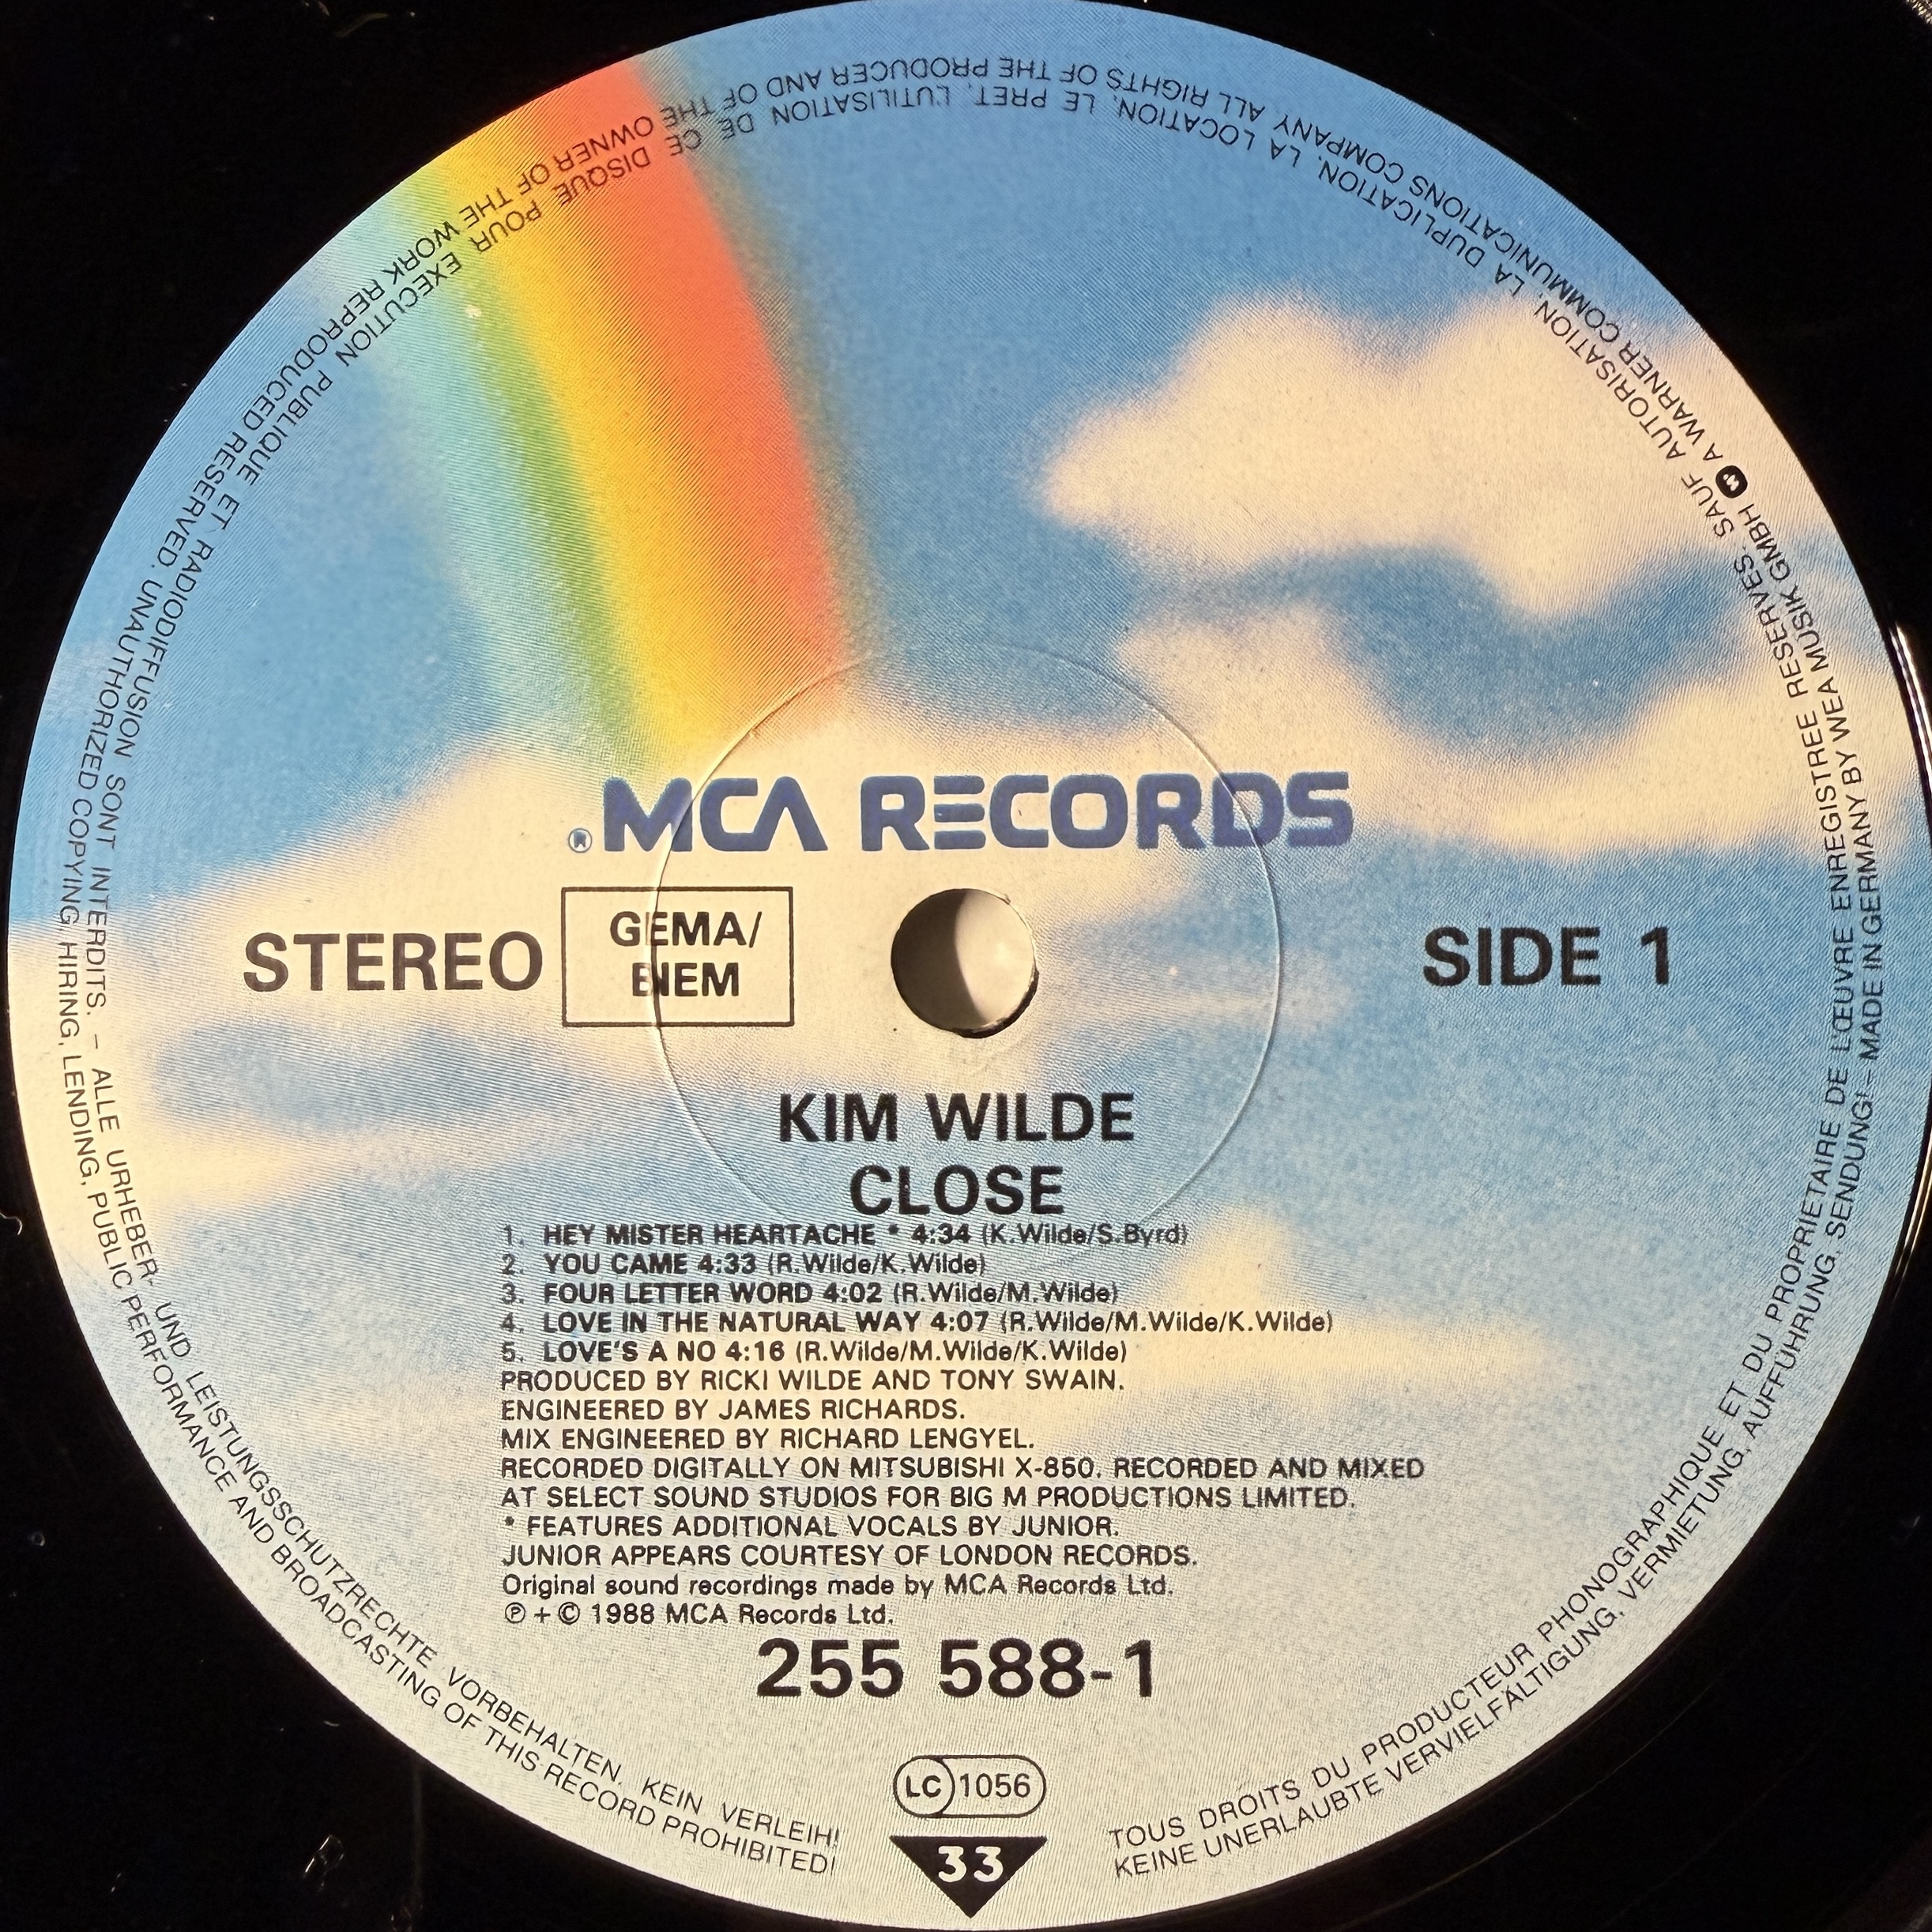 ® MCA RECORDS
STEREO
GEMA/
BIEM
SIDE 1
KIM WILDE
CLOSE
1. HEY MISTER HEARTACHE * 4:34 (K.Wilde/S.Byrd)
2. YOU CAME 4:33 (R.Wilde/K.Wilde)
3. FOUR LETTER WORD 4:02 (R.Wilde/M.Wilde)
4. LOVE IN THE NATURAL WAY 4:07 (R.Wilde/M.Wilde/K.Wilde)
5. LOVE'S A NO 4:16 (R.Wilde/M.Wilde/K.Wilde)
PRODUCED BY RICKI WILDE AND TONY SWAIN.
ENGINEERED BY JAMES RICHARDS.
MIX ENGINEERED BY RICHARD LENGYEL.
RECORDED DIGITALLY ON MITSUBISHI X-850. RECORDED AND MIXED
AT SELECT SOUND STUDIOS FOR BIG M PRODUCTIONS LIMITED.
* FEATURES ADDITIONAL VOCALS BY JUNIOR.
JUNIOR APPEARS COURTESY OF LONDON RECORDS.
Original sound recordings made by MCA Records Ltd.
℗ + © 1988 MCA Records Ltd.
255 588-1
LC 1056
33
TOUS DROITS DU PRODUCTEUR PHONOGRAPHIQUE ET DU PROPRIETAIRE DE L'ŒUVRE ENREGISTREE RESERVES. SAUF AUTORISATION, LA DUPLICATION, LA LOCATION, LE PRET, L'UTILISATION DE CE DISQUE POUR EXECUTION PUBLIQUE ET RADIODIFFUSION SONT INTERDITS. – ALLE URHEBER- UND LEISTUNGSSCHUTZRECHTE VORBEHALTEN. KEIN VERLEIH!
KEINE UNERLAUBTE VERVIELFÄLTIGUNG, VERMIETUNG, AUFFÜHRUNG, SENDUNG! – MADE IN GERMANY BY WEA MUSIK GMBH A WARNER COMMUNICATIONS COMPANY. ALL RIGHTS OF THE PRODUCER AND OF THE OWNER OF THE WORK REPRODUCED RESERVED. UNAUTHORIZED COPYING, HIRING, LENDING, PUBLIC PERFORMANCE AND BROADCASTING OF THIS RECORD PROHIBITED!